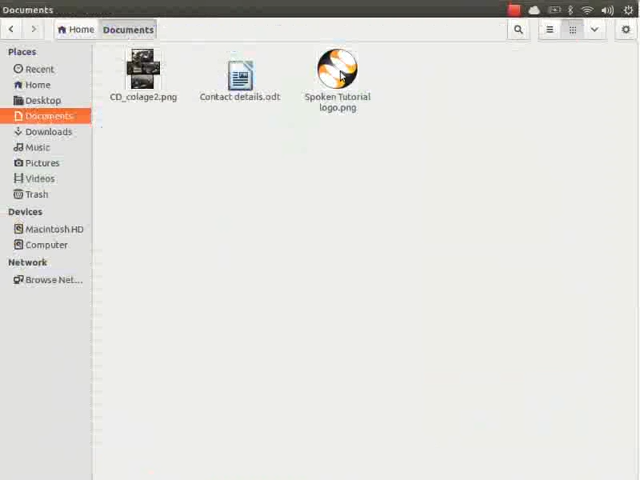 Documents
Home
Documents
Places
Recent
Home
Desktop
Documents
Downloads
Music
Pictures
Videos
Trash
Devices
Macintosh HD
Computer
Network
Browse Net...
CD_colage2.png
Contact details.odt
Spoken Tutorial
logo.png